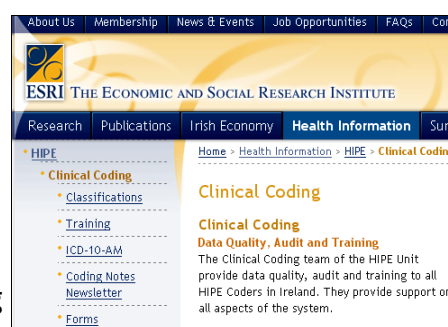 About Us Membership News & Events Job Opportunities FAQs
ESRI THE ECONOMIC AND SOCIAL RESEARCH INSTITUTE
Research Publications Irish Economy Health Information
HIPE
Clinical Coding
Classifications
Training
ICD-10-AM
Coding Notes
Newsletter
Forms
Home > Health Information > HIPE > Clinical Codin
Clinical Coding
Clinical Coding
Data Quality, Audit and Training
The Clinical Coding team of the HIPE Unit
provide data quality, audit and training to all
HIPE Coders in Ireland. They provide support on
all aspects of the system.